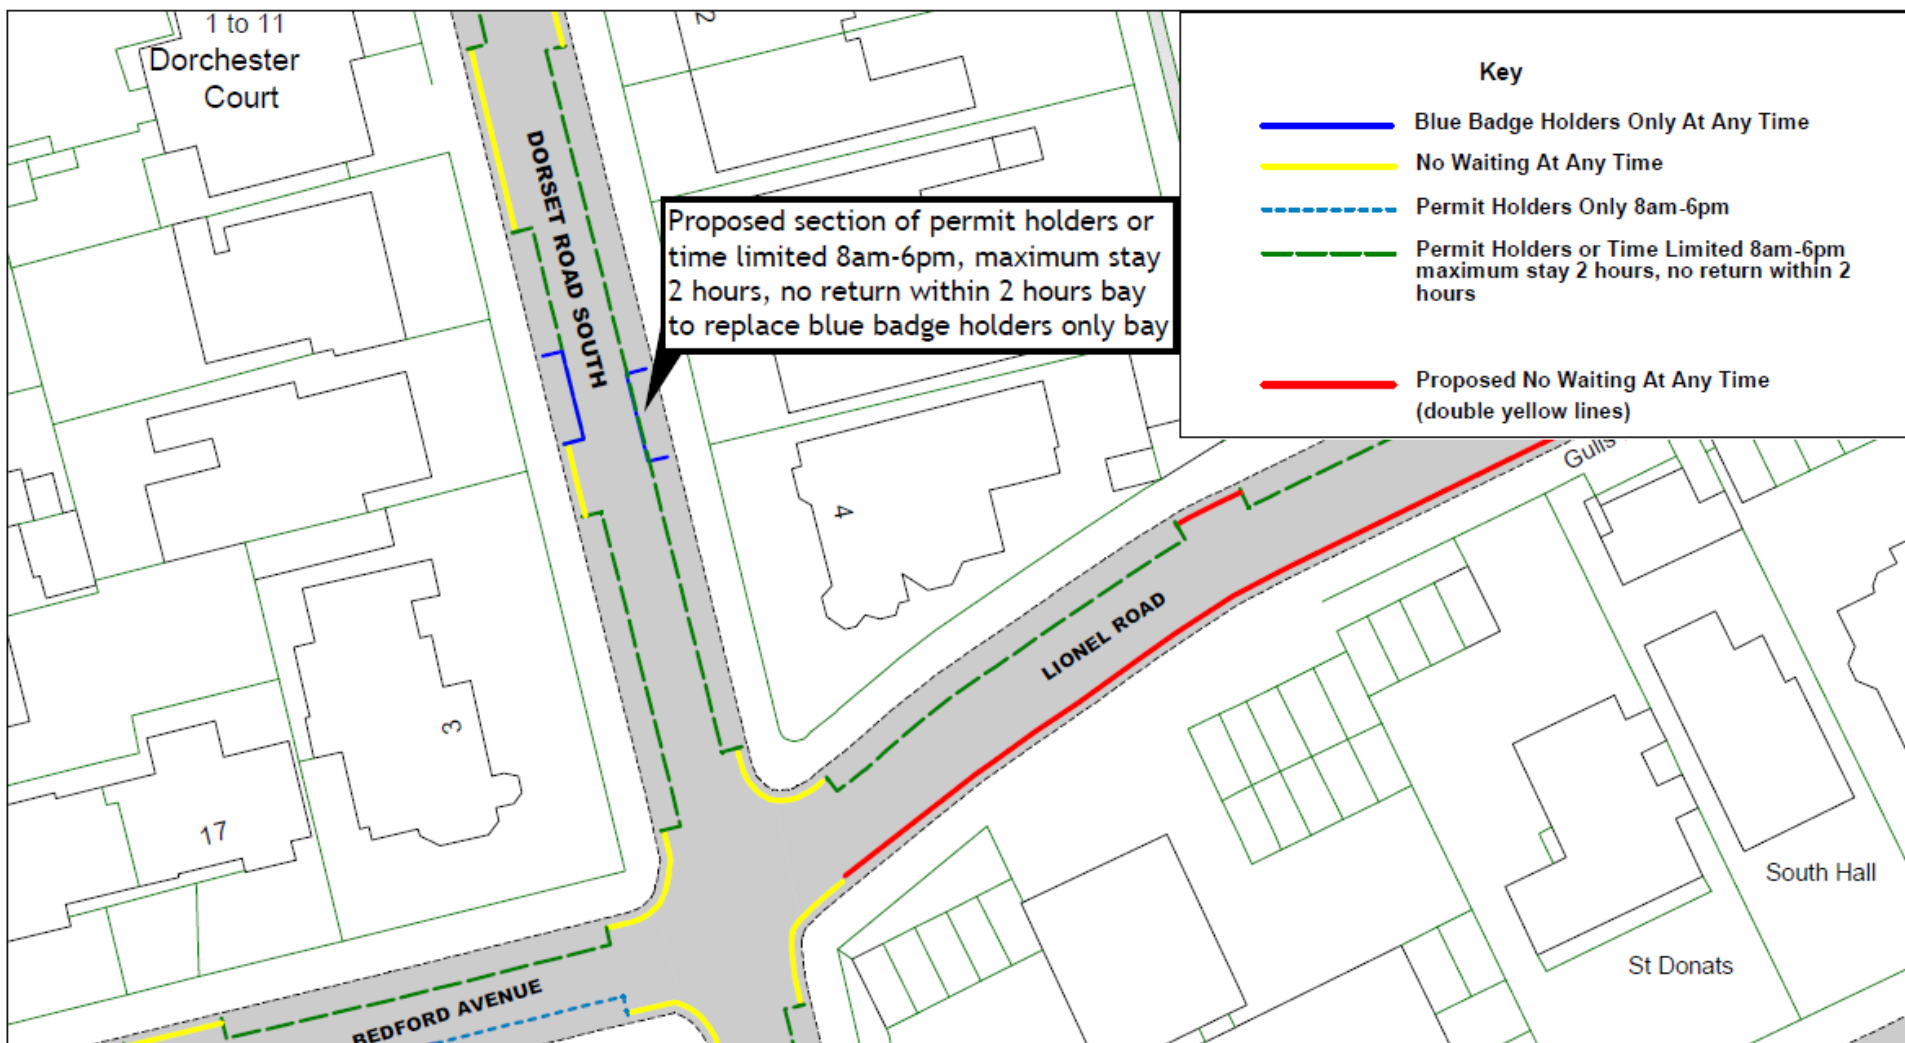 1 to 11
Dorchester
Court
2
DORSET ROAD SOUTH
Proposed section of permit holders or
time limited 8am-6pm, maximum stay
2 hours, no return within 2 hours bay
to replace blue badge holders only bay
Key
Blue Badge Holders Only At Any Time
No Waiting At Any Time
Permit Holders Only 8am-6pm
Permit Holders or Time Limited 8am-6pm
maximum stay 2 hours, no return within 2
hours
Proposed No Waiting At Any Time
(double yellow lines)
Gulls
4
LIONEL ROAD
3
17
South Hall
St Donats
BEDFORD AVENUE